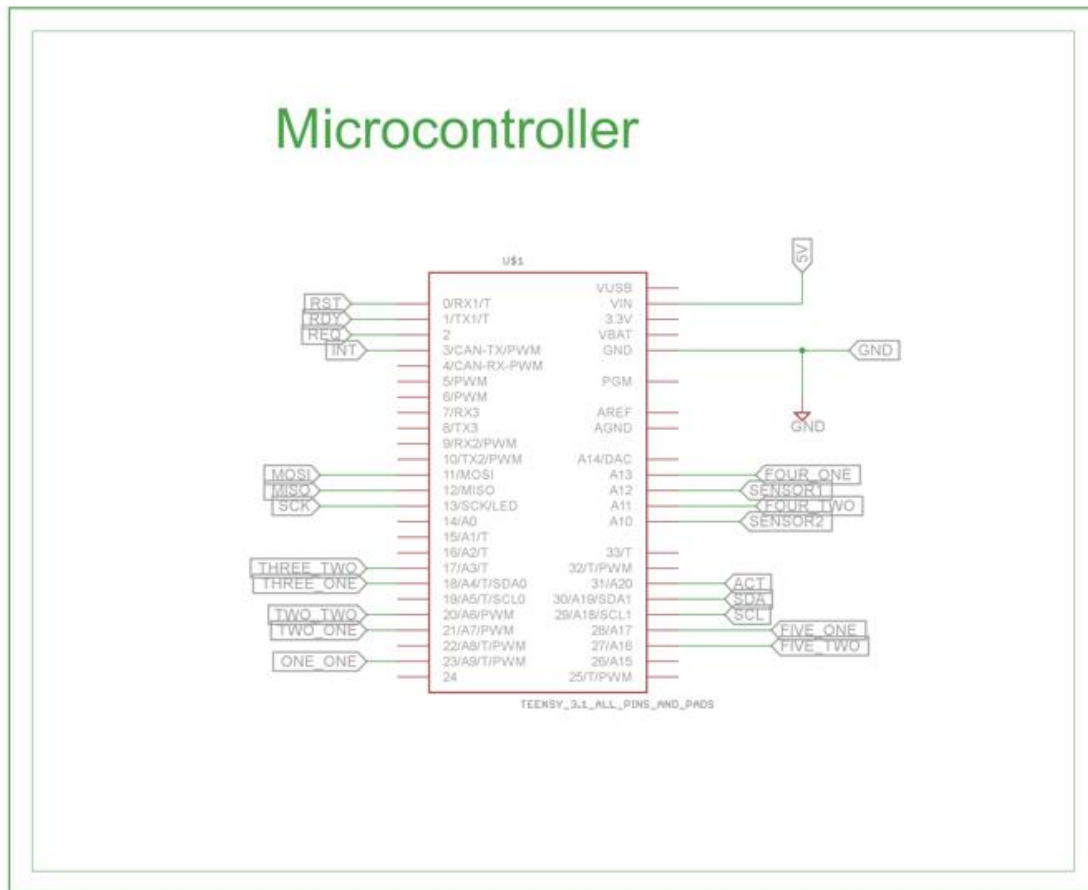 Microcontroller
5V
U$1
VUSB
RST 0/RX1/T VIN
RDY 1/TX1/T 3.3V
REQ 2 VBAT
INT 3/CAN-TX/PWM GND GND
4/CAN-RX-PWM
5/PWM PGM
6/PWM
7/RX3 AREF
8/TX3 AGND GND
9/RX2/PWM
10/TX2/PWM A14/DAC
MOSI 11/MOSI A13 FOUR_ONE
MISO 12/MISO A12 SENSOR1
SCK 13/SCK/LED A11 FOUR_TWO
14/A0 A10 SENSOR2
15/A1/T
16/A2/T 33/T
THREE_TWO 17/A3/T 32/T/PWM
THREE_ONE 18/A4/T/SDA0 31/A20 ACT
19/A5/T/SCL0 30/A19/SDA1 SDA
TWO_TWO 20/A6/PWM 29/A18/SCL1 SCL
TWO_ONE 21/A7/PWM 28/A17 FIVE_ONE
22/A8/T/PWM 27/A16 FIVE_TWO
ONE_ONE 23/A9/T/PWM 26/A15
24 25/T/PWM
TEENSY_3.1_ALL_PINS_AND_PADS